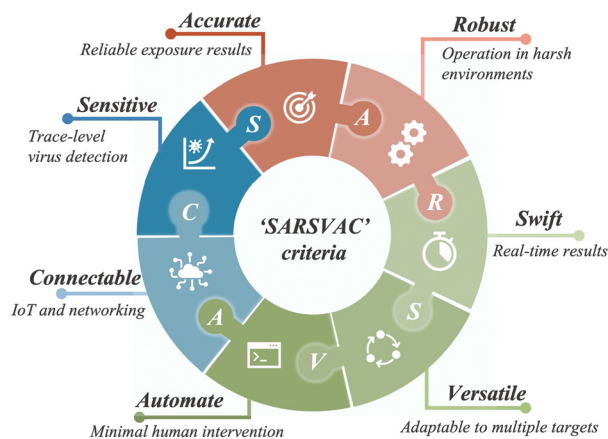 Accurate
Reliable exposure results
Robust
Operation in harsh
environments
Sensitive
Trace-level
virus detection
S
A
C
R
'SARSVAC'
criteria
Swift
Real-time results
Connectable
IoT and networking
A
V
S
>_
Automate
Minimal human intervention
Versatile
Adaptable to multiple targets